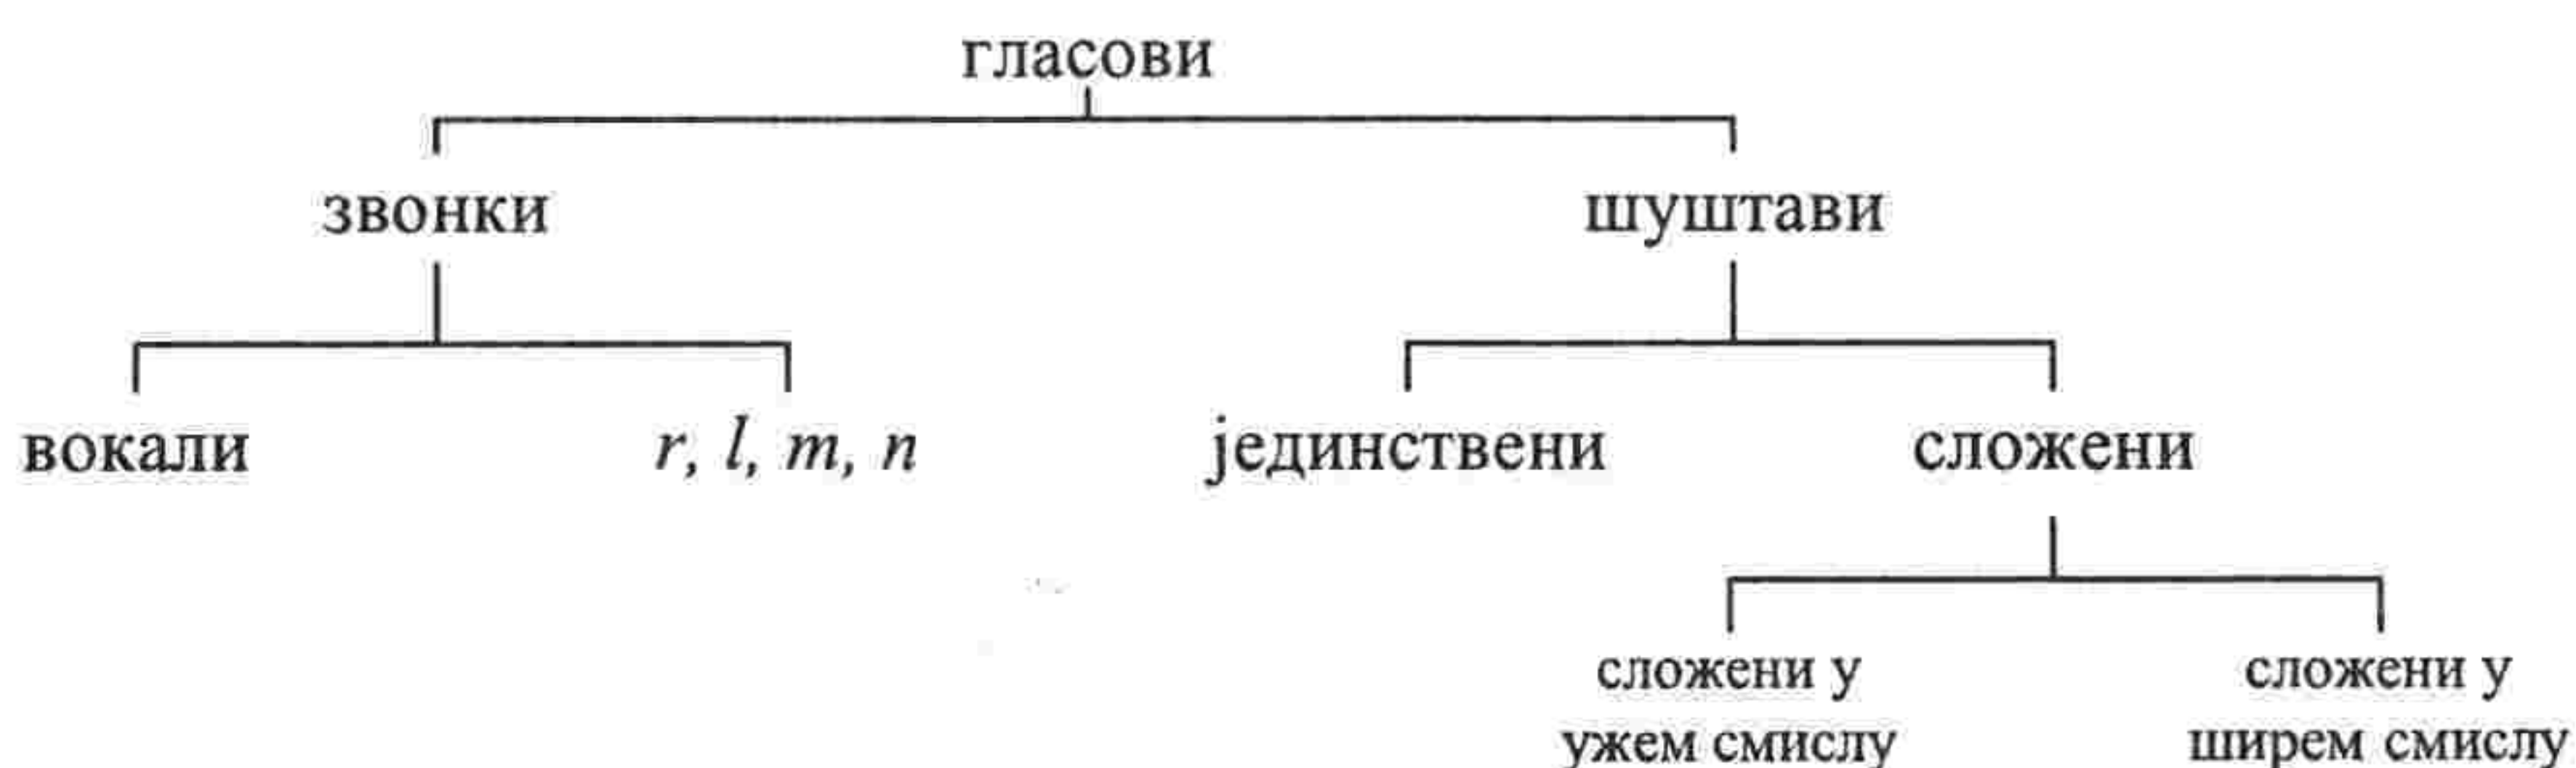 гласови
звонки шуштави
вокали r, l, m, n јединствени сложени
сложени у сложени у
ужем смислу ширем смислу